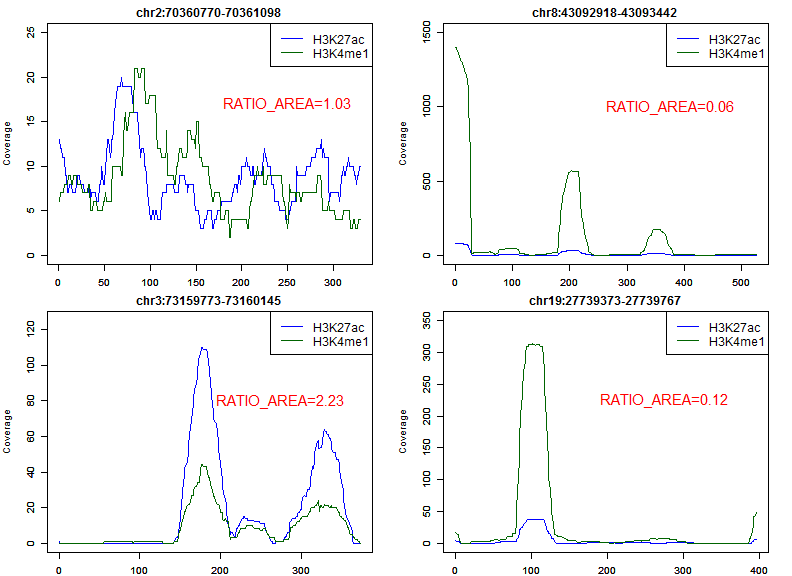 chr2:70360770-70361098
H3K27ac
H3K4me1
RATIO_AREA=1.03
Coverage
0 5 10 15 20 25
0 50 100 150 200 250 300
chr8:43092918-43093442
H3K27ac
H3K4me1
RATIO_AREA=0.06
Coverage
0 500 1000 1500
0 100 200 300 400 500
chr3:73159773-73160145
H3K27ac
H3K4me1
RATIO_AREA=2.23
Coverage
0 20 40 60 80 100 120
0 100 200 300
chr19:27739373-27739767
H3K27ac
H3K4me1
RATIO_AREA=0.12
Coverage
0 50 100 150 200 250 300 350
0 100 200 300 400